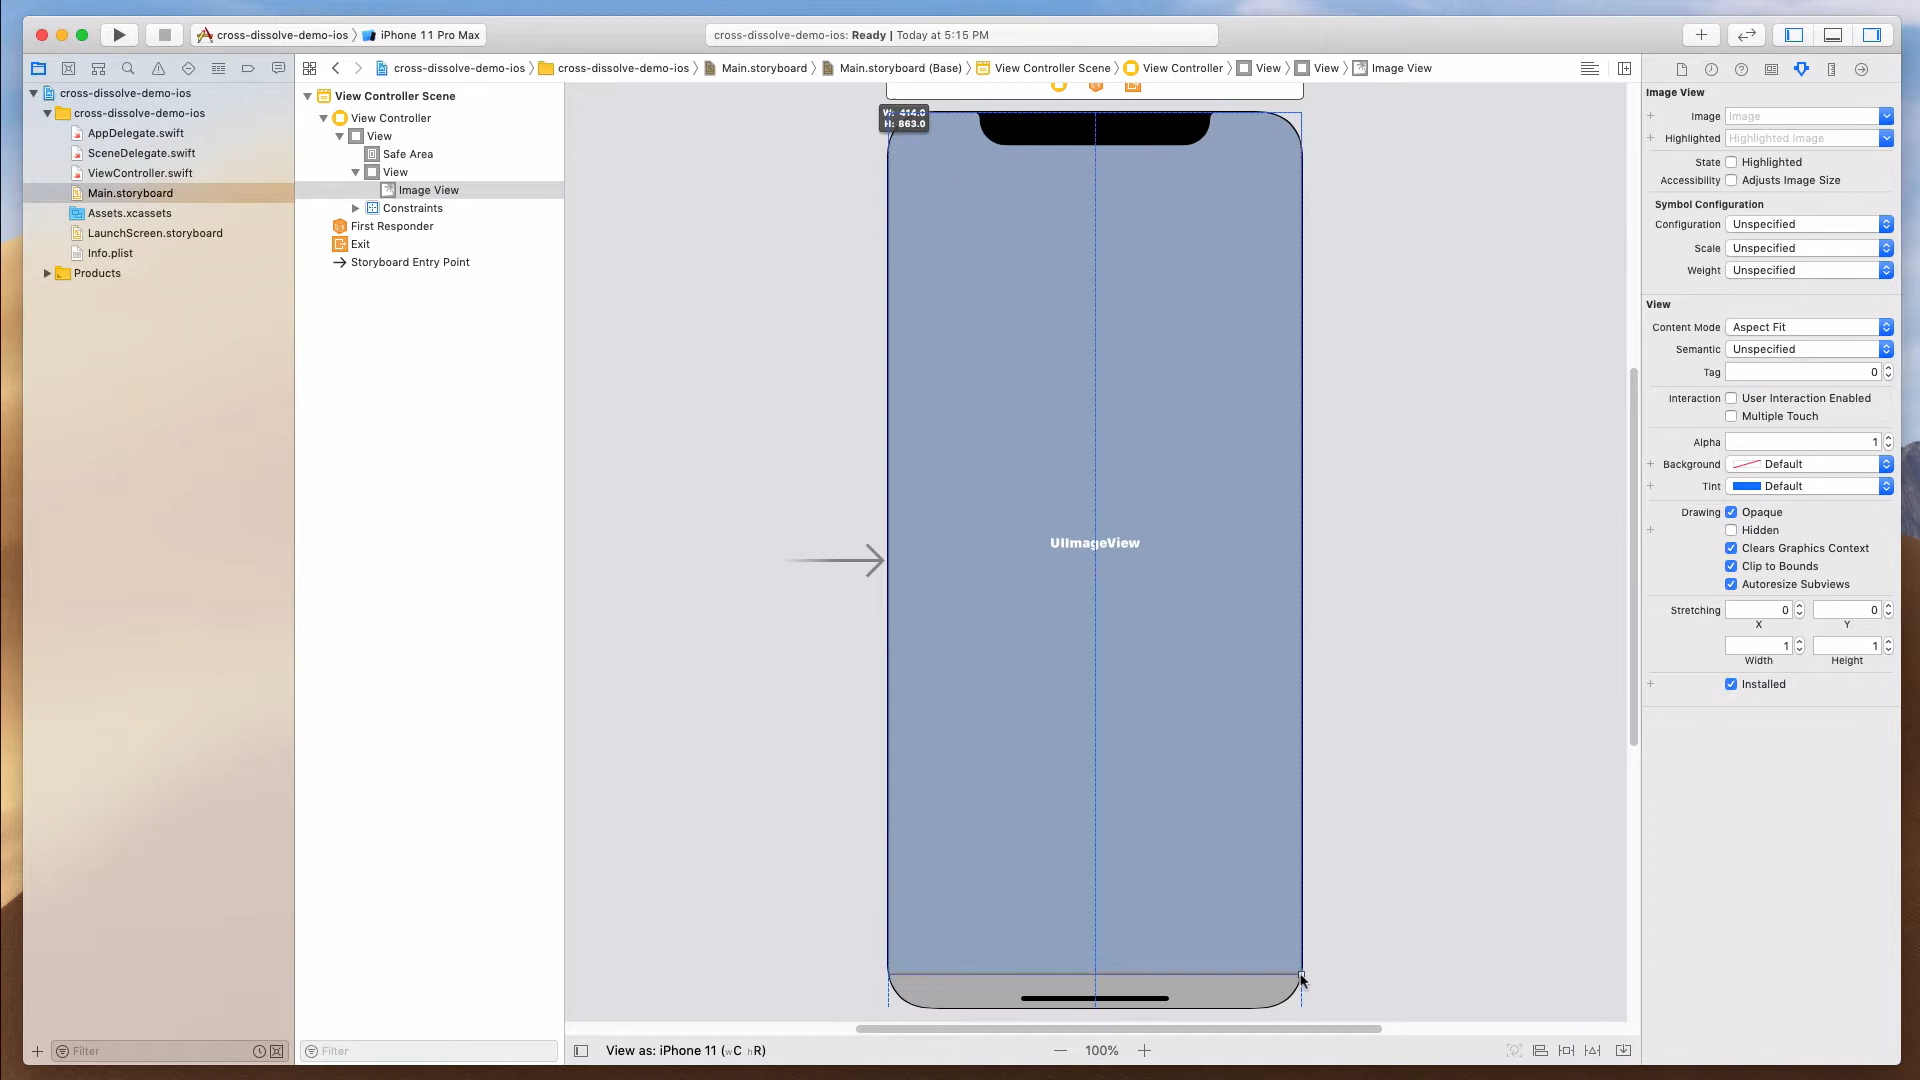 cross-dissolve-demo-ios
iPhone 11 Pro Max
cross-dissolve-demo-ios: Ready | Today at 5:15 PM
cross-dissolve-demo-ios
cross-dissolve-demo-ios
Main.storyboard
Main.storyboard (Base)
View Controller Scene
View Controller
View
View
Image View
cross-dissolve-demo-ios
cross-dissolve-demo-ios
AppDelegate.swift
SceneDelegate.swift
ViewController.swift
Main.storyboard
Assets.xcassets
LaunchScreen.storyboard
Info.plist
Products
Filter
View Controller Scene
View Controller
View
Safe Area
View
Image View
Constraints
First Responder
Exit
Storyboard Entry Point
Filter
W: 414.0
H: 863.0
UIImageView
View as: iPhone 11 (wC hR)
100%
Image View
Image Image
Highlighted Highlighted Image
State Highlighted
Accessibility Adjusts Image Size
Symbol Configuration
Configuration Unspecified
Scale Unspecified
Weight Unspecified
View
Content Mode Aspect Fit
Semantic Unspecified
Tag 0
Interaction User Interaction Enabled
Multiple Touch
Alpha 1
Background Default
Tint Default
Drawing Opaque
Hidden
Clears Graphics Context
Clip to Bounds
Autoresize Subviews
Stretching 0 0
X Y
1 1
Width Height
Installed